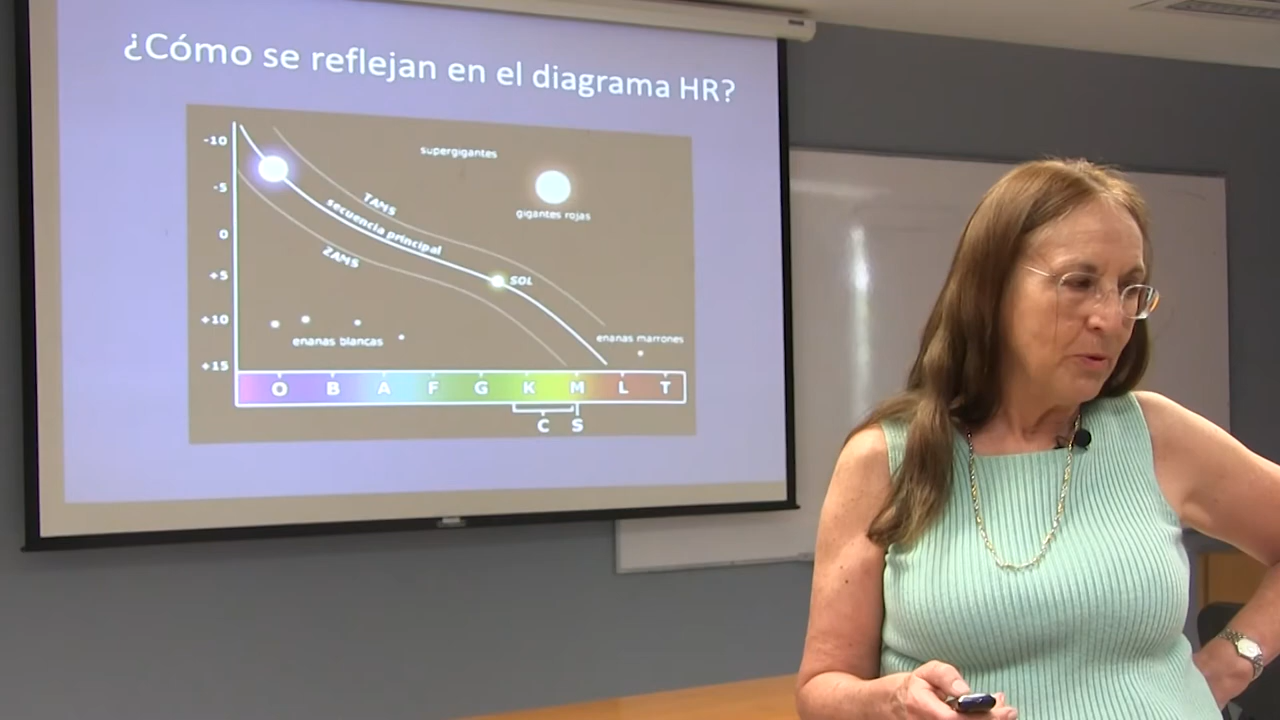 ¿Cómo se reflejan en el diagrama HR?
-10
-5
0
+5
+10
+15
supergigantes
gigantes rojas
TAMS
secuencia principal
ZAMS
SOL
enanas blancas
enanas marrones
O B A F G K M L T
C S